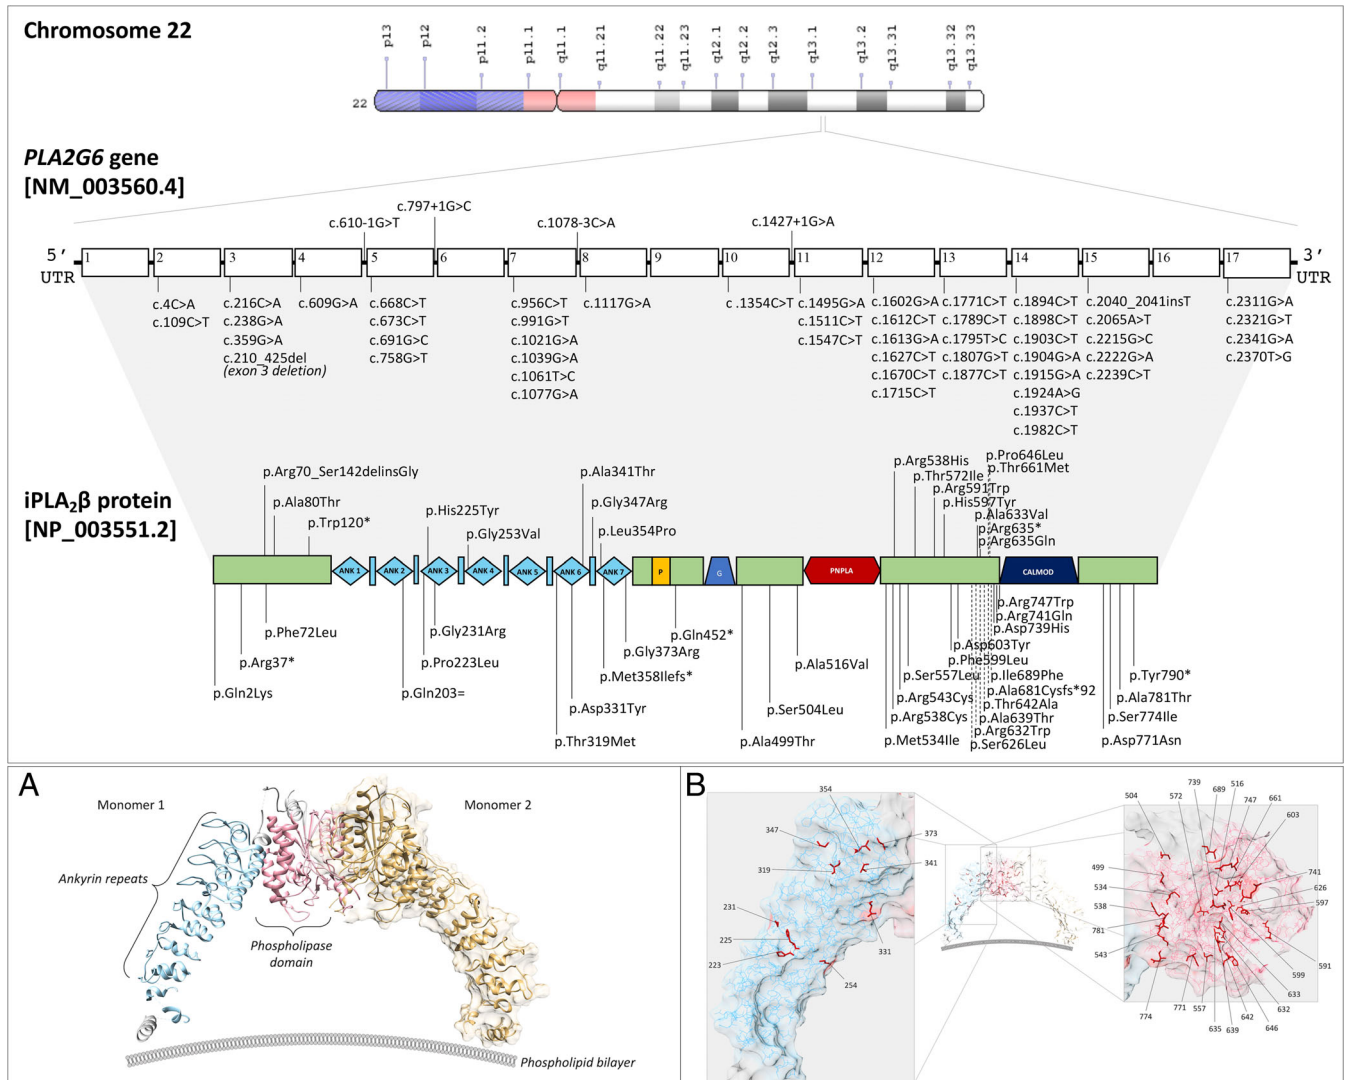 Chromosome 22
p13
p12
p11.2
p11.1
q11.1
q11.21
q11.22
q11.23
q12.1
q12.2
q12.3
q13.1
q13.2
q13.31
q13.32
q13.33
22
PLA2G6 gene
[NM_003560.4]
c.797+1G>C
c.610-1G>T
c.1078-3C>A
c.1427+1G>A
5′
UTR
1
2
3
4
5
6
7
8
9
10
11
12
13
14
15
16
17
3′
UTR
c.4C>A
c.109C>T
c.216C>A
c.238G>A
c.359G>A
c.210_425del
(exon 3 deletion)
c.609G>A
c.668C>T
c.673C>T
c.691G>C
c.758G>T
c.956C>T
c.991G>T
c.1021G>A
c.1039G>A
c.1061T>C
c.1077G>A
c.1117G>A
c.1354C>T
c.1495G>A
c.1511C>T
c.1547C>T
c.1602G>A
c.1612C>T
c.1613G>A
c.1627C>T
c.1670C>T
c.1715C>T
c.1771C>T
c.1789C>T
c.1795T>C
c.1807G>T
c.1877C>T
c.1894C>T
c.1898C>T
c.1903C>T
c.1904G>A
c.1915G>A
c.1924A>G
c.1937C>T
c.1982C>T
c.2040_2041insT
c.2065A>T
c.2215G>C
c.2222G>A
c.2239C>T
c.2311G>A
c.2321G>T
c.2341G>A
c.2370T>G
iPLA₂β protein
[NP_003551.2]
p.Arg70_Ser142delinsGly
p.Ala80Thr
p.Trp120*
p.His225Tyr
p.Gly253Val
p.Ala341Thr
p.Gly347Arg
p.Leu354Pro
p.Arg538His
p.Thr572Ile
p.Arg591Trp
p.His597Tyr
p.Pro646Leu
p.Thr661Met
p.Ala633Val
p.Arg635*
p.Arg635Gln
ANK 1
ANK 2
ANK 3
ANK 4
ANK 5
ANK 6
ANK 7
P
G
PNPLA
CALMOD
p.Phe72Leu
p.Arg37*
p.Gln2Lys
p.Gly231Arg
p.Pro223Leu
p.Gln203=
p.Gln452*
p.Gly373Arg
p.Met358Ilefs*
p.Asp331Tyr
p.Thr319Met
p.Ala516Val
p.Ser504Leu
p.Ala499Thr
p.Arg747Trp
p.Arg741Gln
p.Asp739His
p.Asp603Tyr
p.Phe599Leu
p.Ser557Leu
p.Arg543Cys
p.Arg538Cys
p.Met534Ile
p.Ile689Phe
p.Ala681Cysfs*92
p.Thr642Ala
p.Ala639Thr
p.Arg632Trp
p.Ser626Leu
p.Tyr790*
p.Ala781Thr
p.Ser774Ile
p.Asp771Asn
A
Monomer 1
Monomer 2
Ankyrin repeats
Phospholipase
domain
Phospholipid bilayer
B
354
347
373
319
341
231
225
223
331
254
739
516
504
572
689
747
661
603
499
534
538
781
543
741
626
597
591
599
633
632
774
771
557
635
639
642
646